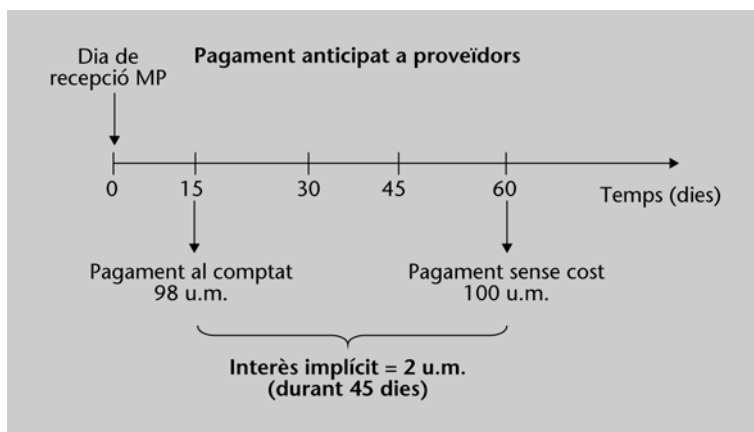 Dia de
recepció MP
Pagament anticipat a proveïdors
0 15 30 45 60
Temps (dies)
Pagament al comptat
98 u.m.
Pagament sense cost
100 u.m.
Interès implícit = 2 u.m.
(durant 45 dies)